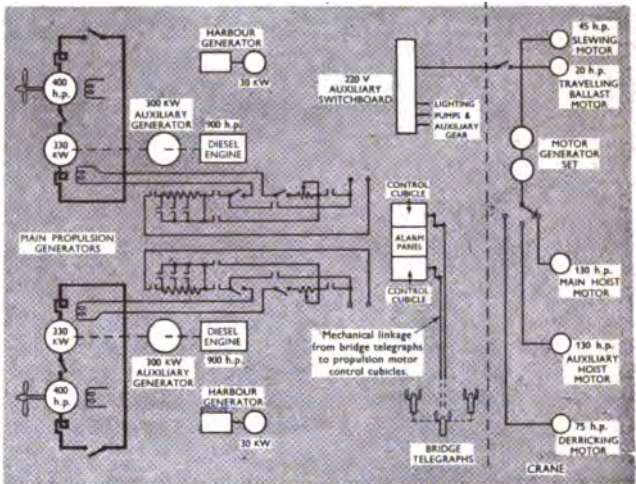 HARBOUR
GENERATOR
30 KW
400
h.p.
300 KW
AUXILIARY
GENERATOR
900 h.p.
330
KW
DIESEL
ENGINE
220 V
AUXILIARY
SWITCHBOARD
LIGHTING
PUMPS &
AUXILIARY
GEAR
45 h.p.
SLEWING
MOTOR
20 h.p.
TRAVELLING
BALLAST
MOTOR
MOTOR
GENERATOR
SET
MAIN PROPULSION
GENERATORS
CONTROL
CUBICLE
ALARM
PANEL
CONTROL
CUBICLE
130 h.p.
MAIN HOIST
MOTOR
330
KW
DIESEL
ENGINE
900 h.p.
300 KW
AUXILIARY
GENERATOR
400
h.p.
HARBOUR
GENERATOR
30 KW
Mechanical linkage
from bridge telegraphs
to propulsion motor
control cubicles.
BRIDGE
TELEGRAPHS
130 h.p.
AUXILIARY
HOIST
MOTOR
75 h.p.
DERRICKING
MOTOR
CRANE